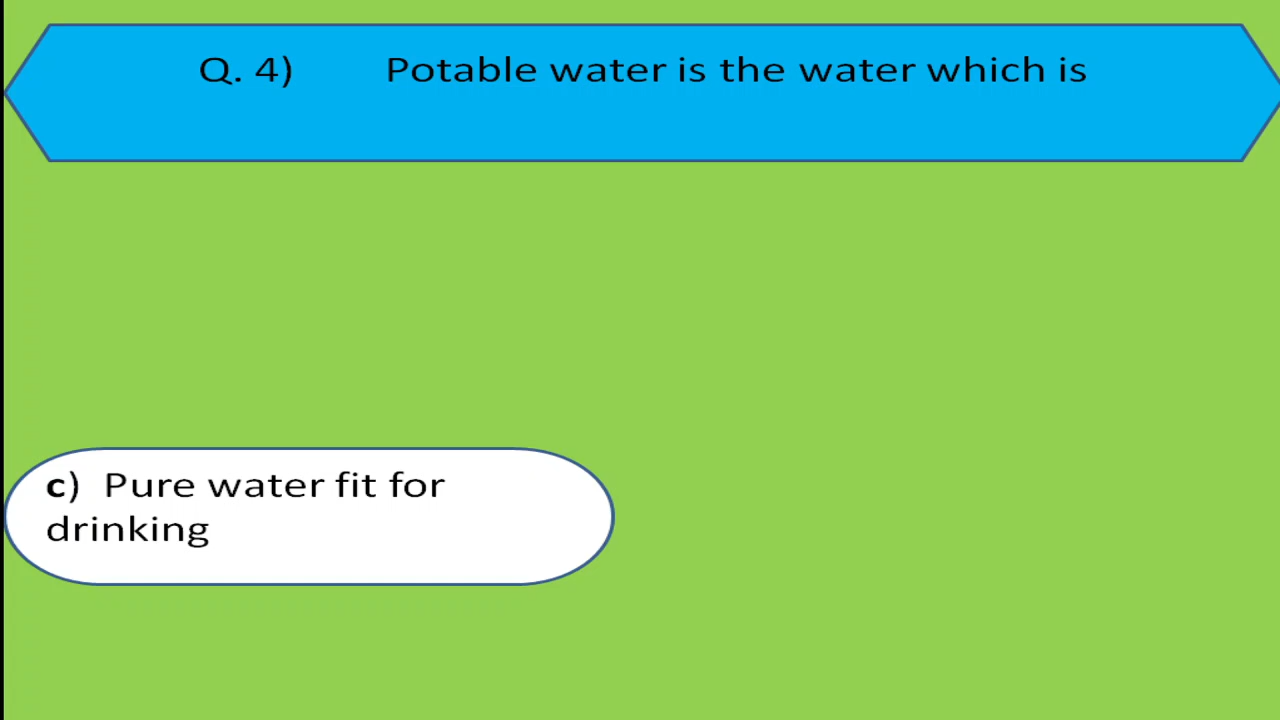 Q. 4) Potable water is the water which is
c) Pure water fit for
drinking